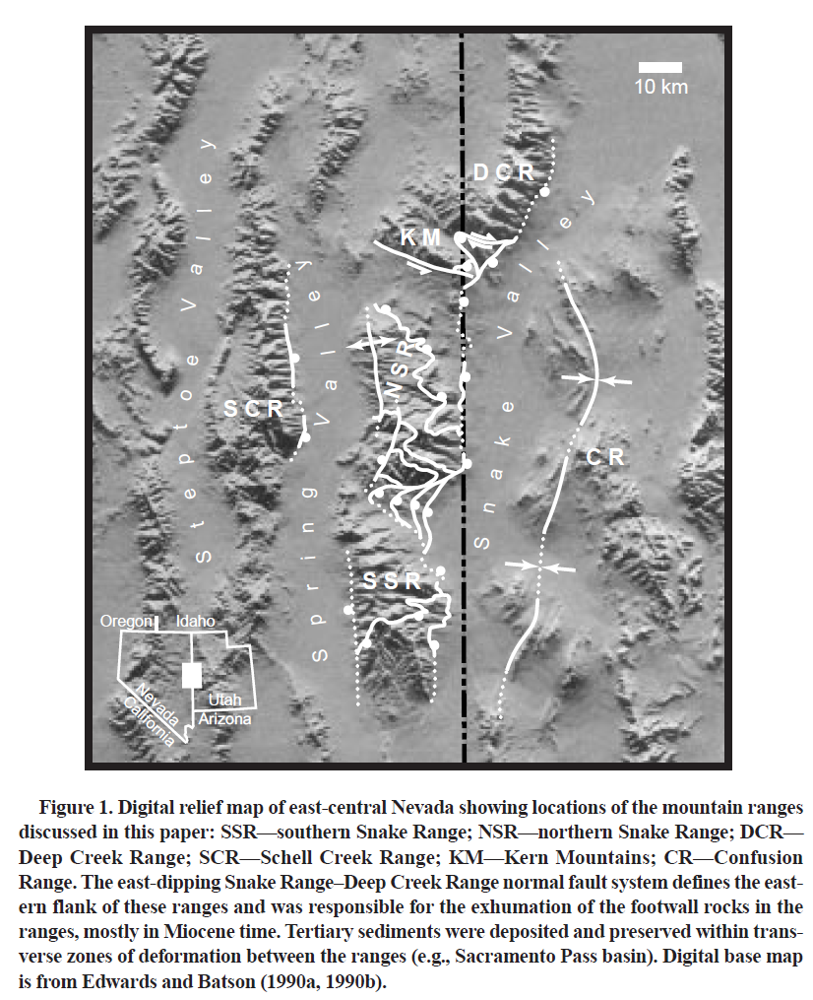 10 km
DCR
KM
NSR
SCR
CR
SSR
Steptoe Valley
Spring Valley
Snake Valley
Oregon Idaho
Nevada Utah
California Arizona
Figure 1. Digital relief map of east-central Nevada showing locations of the mountain ranges
discussed in this paper: SSR—southern Snake Range; NSR—northern Snake Range; DCR—
Deep Creek Range; SCR—Schell Creek Range; KM—Kern Mountains; CR—Confusion
Range. The east-dipping Snake Range–Deep Creek Range normal fault system defines the east-
ern flank of these ranges and was responsible for the exhumation of the footwall rocks in the
ranges, mostly in Miocene time. Tertiary sediments were deposited and preserved within trans-
verse zones of deformation between the ranges (e.g., Sacramento Pass basin). Digital base map
is from Edwards and Batson (1990a, 1990b).